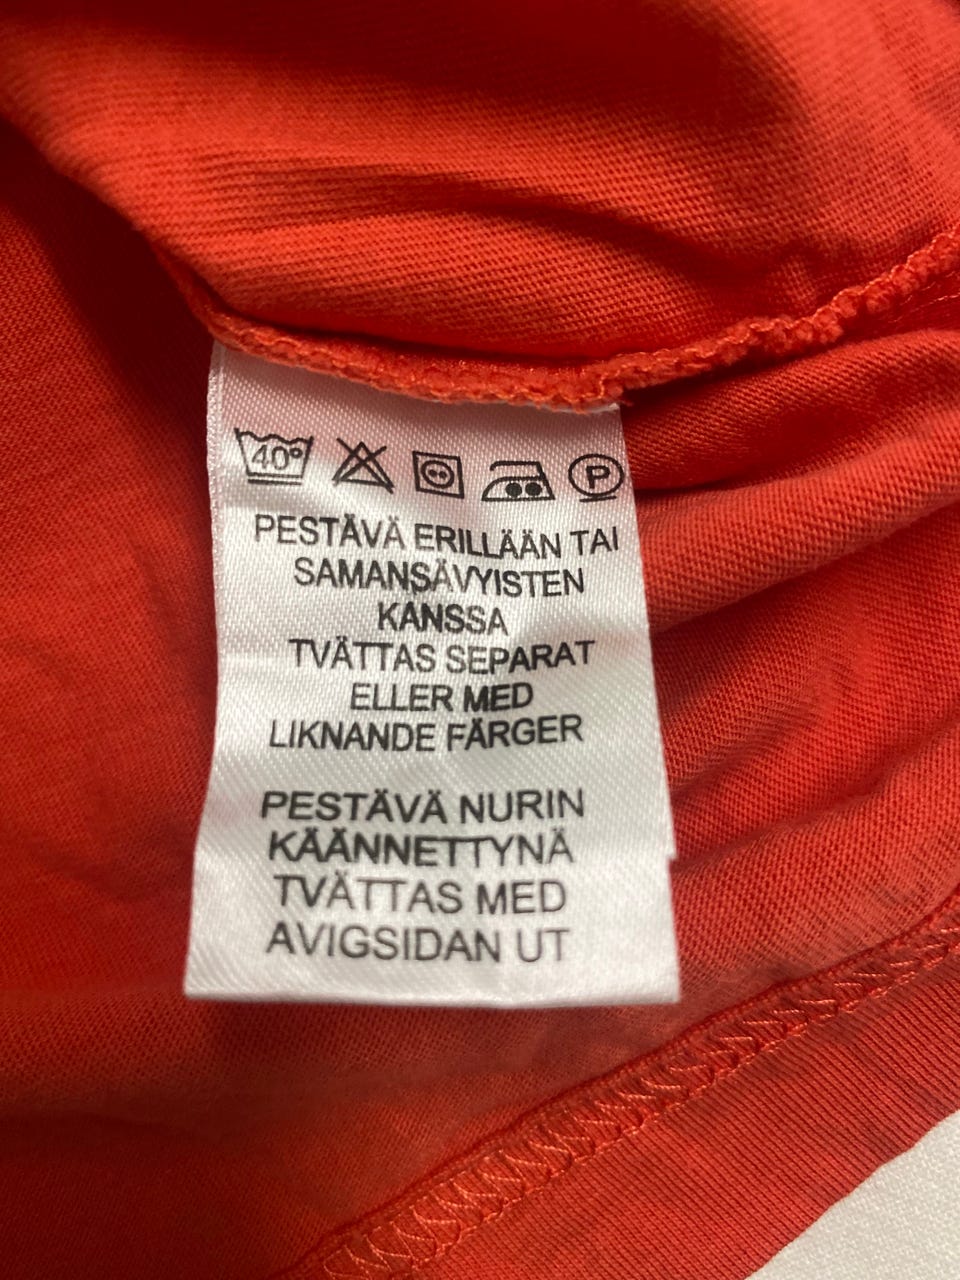 40°
P
PESTÄVÄ ERILLÄÄN TAI
SAMANSÄVYISTEN
KANSSA
TVÄTTAS SEPARAT
ELLER MED
LIKNANDE FÄRGER
PESTÄVÄ NURIN
KÄÄNNETTYNÄ
TVÄTTAS MED
AVIGSIDAN UT